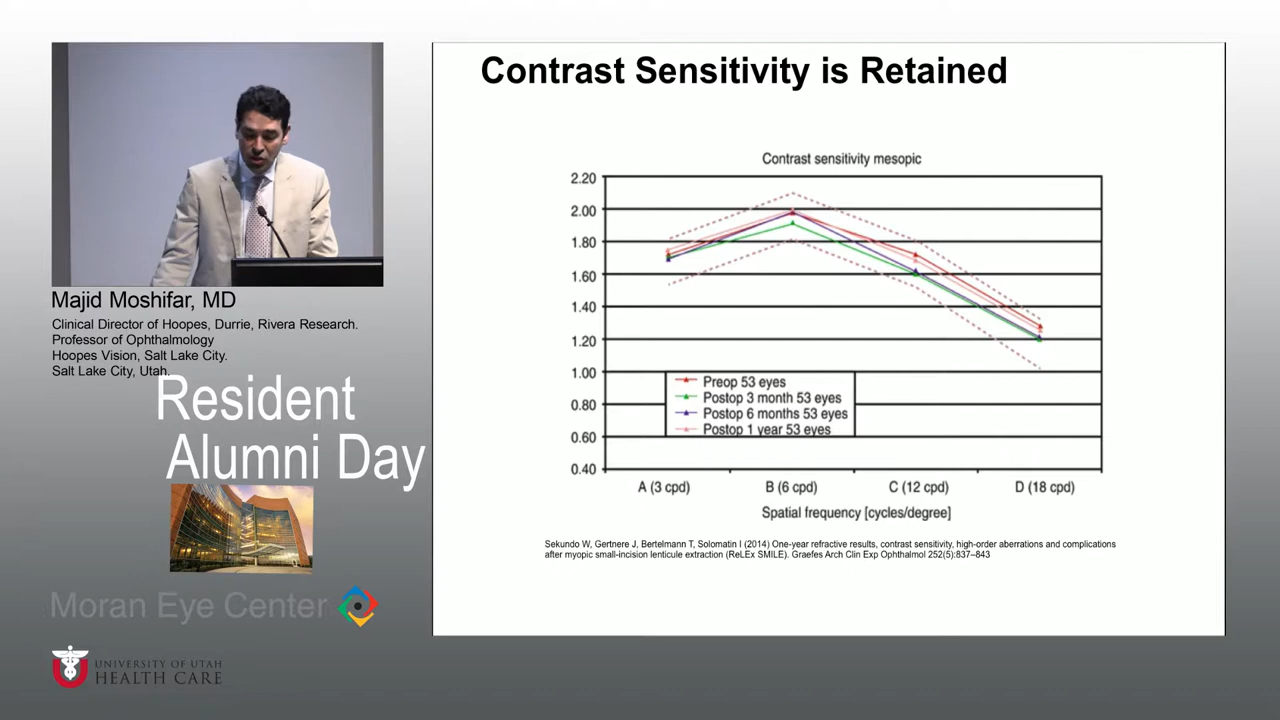 Contrast Sensitivity is Retained
Contrast sensitivity mesopic
2.20
2.00
1.80
1.60
1.40
1.20
1.00
0.80
0.60
0.40
Preop 53 eyes
Postop 3 month 53 eyes
Postop 6 months 53 eyes
Postop 1 year 53 eyes
A (3 cpd) B (6 cpd) C (12 cpd) D (18 cpd)
Spatial frequency [cycles/degree]
Sekundo W, Gertnere J, Bertelmann T, Solomatin I (2014) One-year refractive results, contrast sensitivity, high-order aberrations and complications
after myopic small-incision lenticule extraction (ReLEx SMILE). Graefes Arch Clin Exp Ophthalmol 252(5):837–843
Majid Moshifar, MD
Clinical Director of Hoopes, Durrie, Rivera Research.
Professor of Ophthalmology
Hoopes Vision, Salt Lake City.
Salt Lake City, Utah.
Resident
Alumni Day
Moran Eye Center
UNIVERSITY OF UTAH
HEALTH CARE